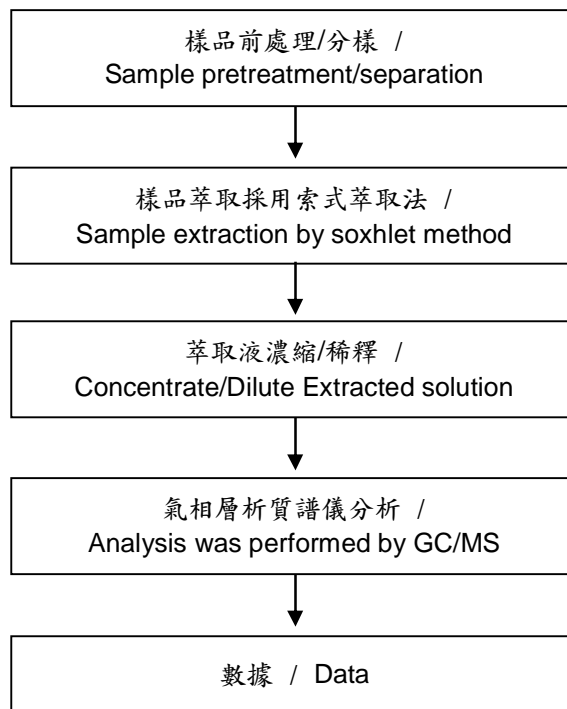 樣品前處理/分樣 /
Sample pretreatment/separation
樣品萃取採用索式萃取法 /
Sample extraction by soxhlet method
萃取液濃縮/稀釋 /
Concentrate/Dilute Extracted solution
氣相層析質譜儀分析 /
Analysis was performed by GC/MS
數據 / Data